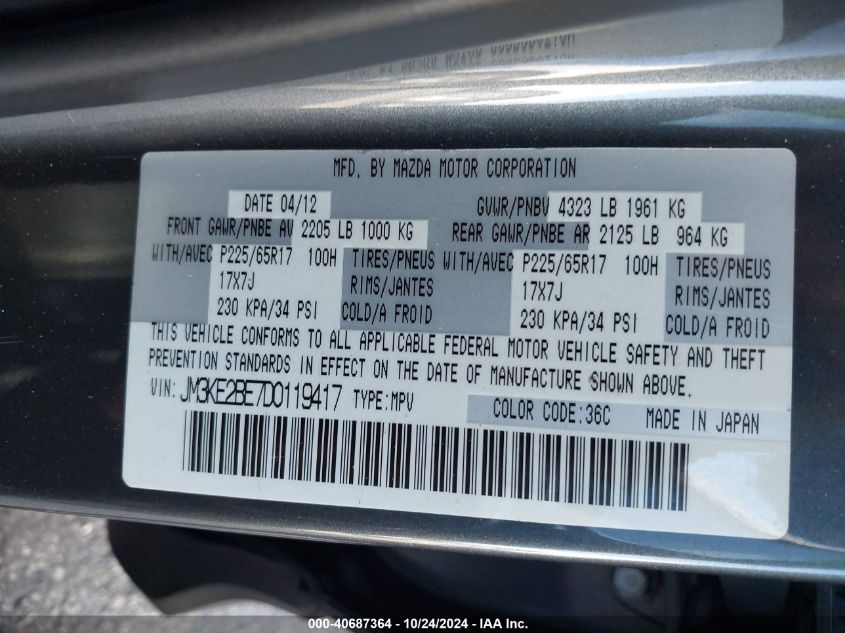 MFD. BY MAZDA MOTOR CORPORATION
DATE 04/12 GVWR/PNBV 4323 LB 1961 KG
FRONT GAWR/PNBE AV 2205 LB 1000 KG REAR GAWR/PNBE AR 2125 LB 964 KG
WITH/AVEC P225/65R17 100H TIRES/PNEUS WITH/AVEC P225/65R17 100H TIRES/PNEUS
17X7J RIMS/JANTES 17X7J RIMS/JANTES
230 KPA/34 PSI COLD/A FROID 230 KPA/34 PSI COLD/A FROID
THIS VEHICLE CONFORMS TO ALL APPLICABLE FEDERAL MOTOR VEHICLE SAFETY AND THEFT
PREVENTION STANDARDS IN EFFECT ON THE DATE OF MANUFACTURE SHOWN ABOVE.
VIN: JM3KE2BE7D0119417 TYPE:MPV COLOR CODE:36C MADE IN JAPAN
000-40687364 - 10/24/2024 - IAA Inc.